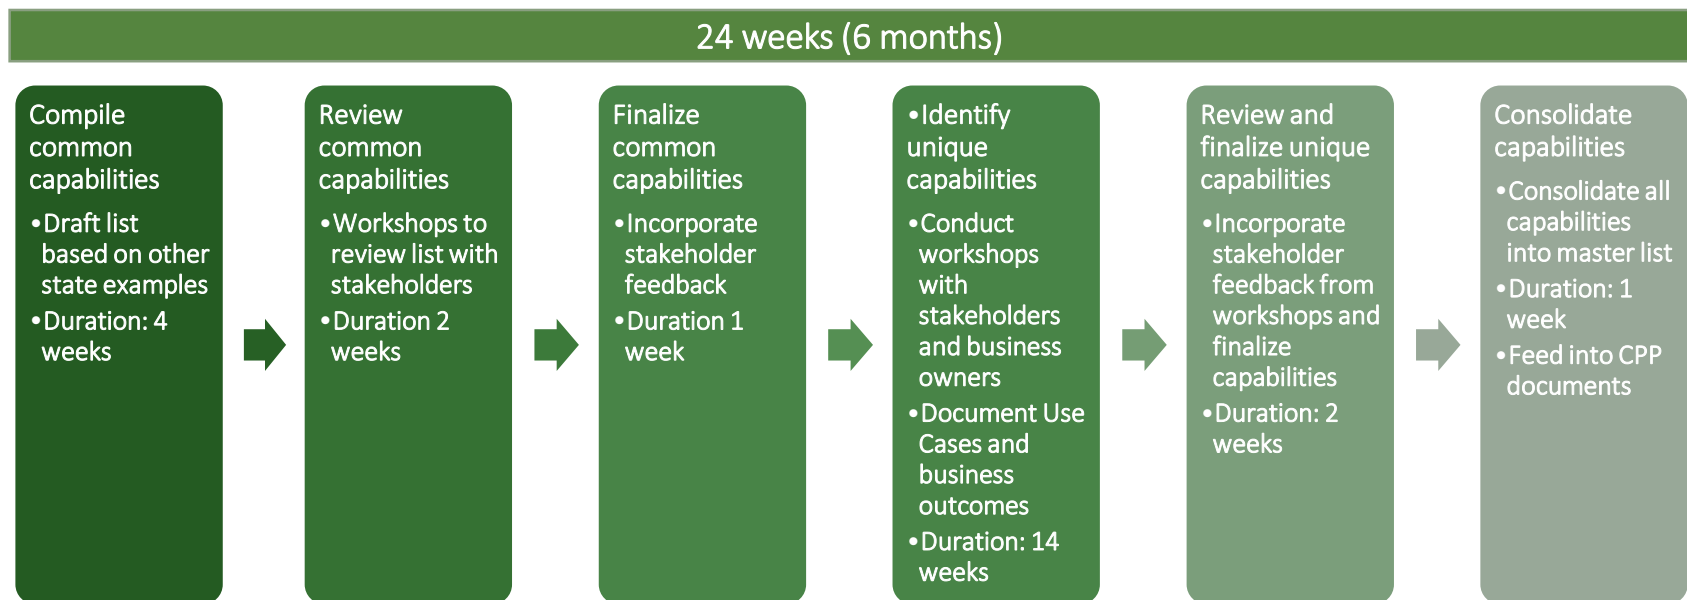 24 weeks (6 months)
Compile
common
capabilities
•Draft list
based on other
state examples
•Duration: 4
weeks
Review
common
capabilities
•Workshops to
review list with
stakeholders
•Duration 2
weeks
Finalize
common
capabilities
•Incorporate
stakeholder
feedback
•Duration 1
week
•Identify
unique
capabilities
•Conduct
workshops
with
stakeholders
and business
owners
•Document Use
Cases and
business
outcomes
•Duration: 14
weeks
Review and
finalize unique
capabilities
•Incorporate
stakeholder
feedback from
workshops and
finalize
capabilities
•Duration: 2
weeks
Consolidate
capabilities
•Consolidate all
capabilities
into master list
•Duration: 1
week
•Feed into CPP
documents